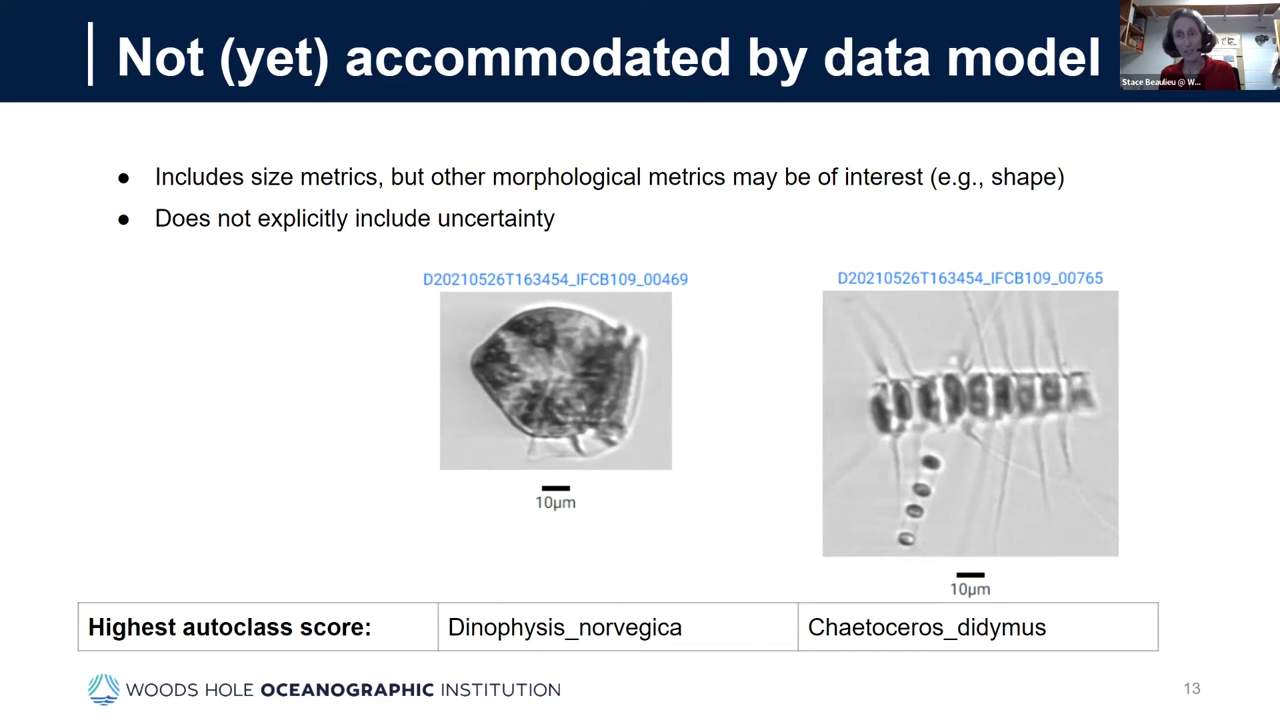 Not (yet) accommodated by data model
Stace Beaulieu @ W...
● Includes size metrics, but other morphological metrics may be of interest (e.g., shape)
● Does not explicitly include uncertainty
D20210526T163454_IFCB109_00469
D20210526T163454_IFCB109_00765
10µm
10µm
Highest autoclass score: Dinophysis_norvegica Chaetoceros_didymus
WOODS HOLE OCEANOGRAPHIC INSTITUTION
13